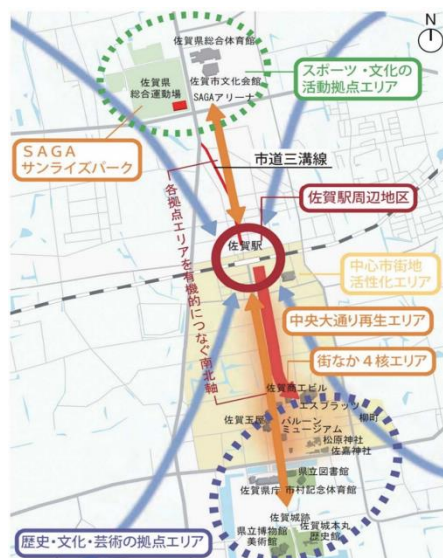 N
佐賀県総合体育館
佐賀県
総合運動場
佐賀市文化会館
SAGAアリーナ
スポーツ・文化の
活動拠点エリア
SAGA
サンライズパーク
市道三溝線
各拠点エリアを有機的につなぐ南北軸
佐賀駅周辺地区
佐賀駅
中心市街地
活性化エリア
中央大通り再生エリア
街なか4核エリア
佐賀商工ビル
エスプラッツ
柳町
佐賀玉屋
バルーン
ミュージアム
松原神社
佐嘉神社
県立図書館
佐賀県庁
市村記念体育館
佐賀城跡
県立博物館
美術館
佐賀城本丸
歴史館
歴史・文化・芸術の拠点エリア